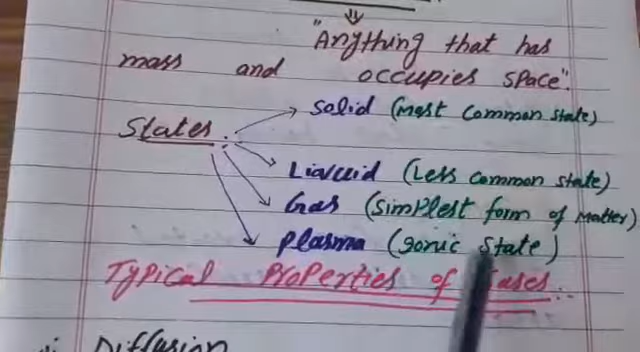 "Anything that has
mass and occupies space".
States:
Solid (most common state)
Liquid (Less common state)
Gas (simplest form of matter)
Plasma (Ionic State)
Typical Properties of Gases:
Diffusion